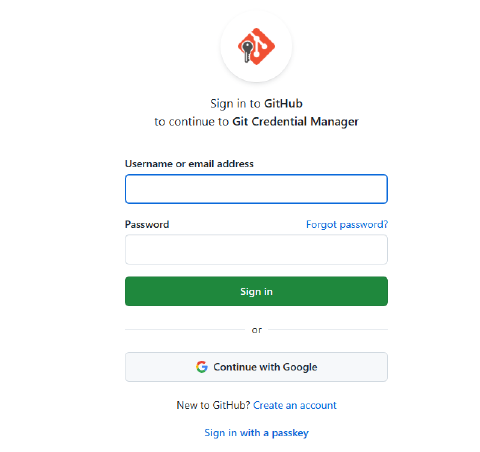 Sign in to GitHub
to continue to Git Credential Manager
Username or email address
Password
Forgot password?
Sign in
or
Continue with Google
New to GitHub? Create an account
Sign in with a passkey